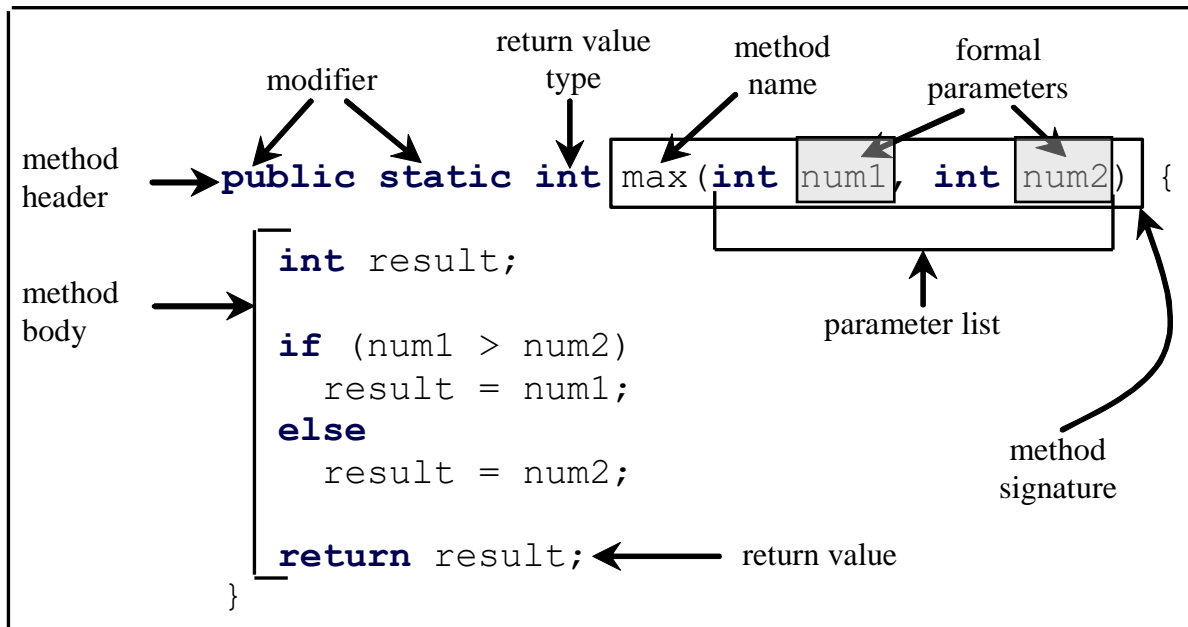 return value
type
method
name
formal
parameters
modifier
method
header
public static int max(int num1, int num2) {
int result;
method
body
parameter list
if (num1 > num2)
result = num1;
else
result = num2;
method
signature
return result;
return value
}